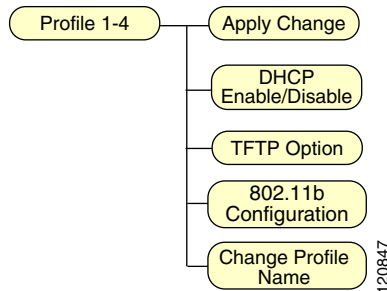 Profile 1-4
Apply Change
DHCP
Enable/Disable
TFTP Option
802.11b
Configuration
Change Profile
Name
120847